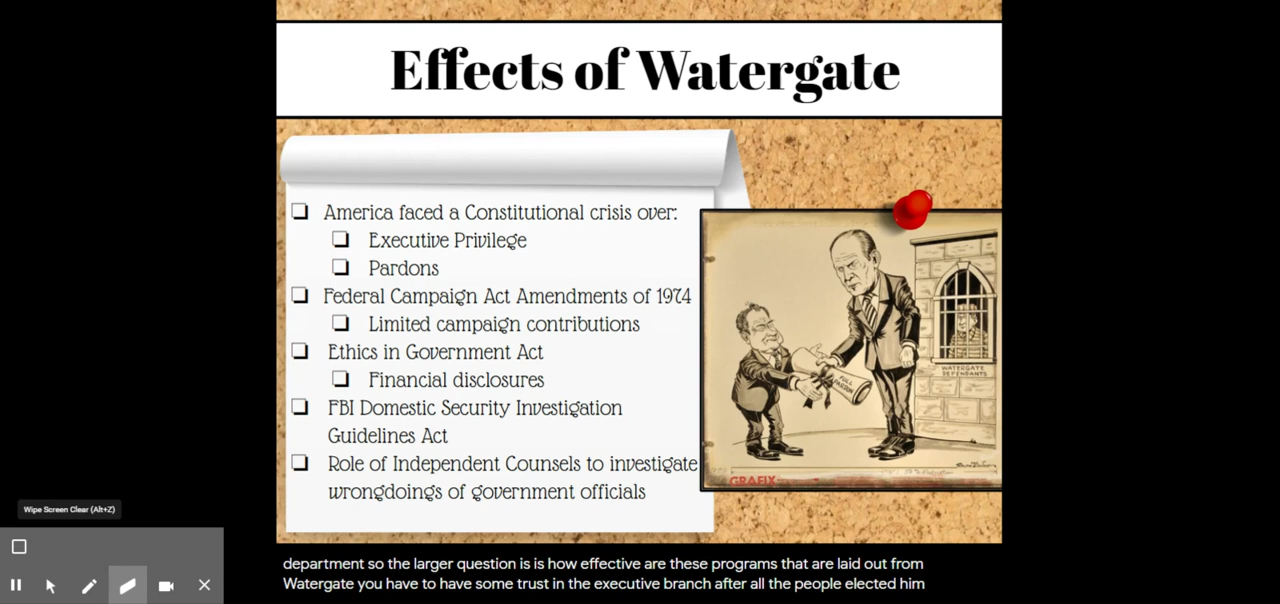 Effects of Watergate
America faced a Constitutional crisis over:
Executive Privilege
Pardons
Federal Campaign Act Amendments of 1974
Limited campaign contributions
Ethics in Government Act
Financial disclosures
FBI Domestic Security Investigation
Guidelines Act
Role of Independent Counsels to investigate
wrongdoings of government officials
FULL
PARDON
WATERGATE
DEFENDANTS
GRAFIX
Wipe Screen Clear (Alt+Z)
department so the larger question is is how effective are these programs that are laid out from
Watergate you have to have some trust in the executive branch after all the people elected him